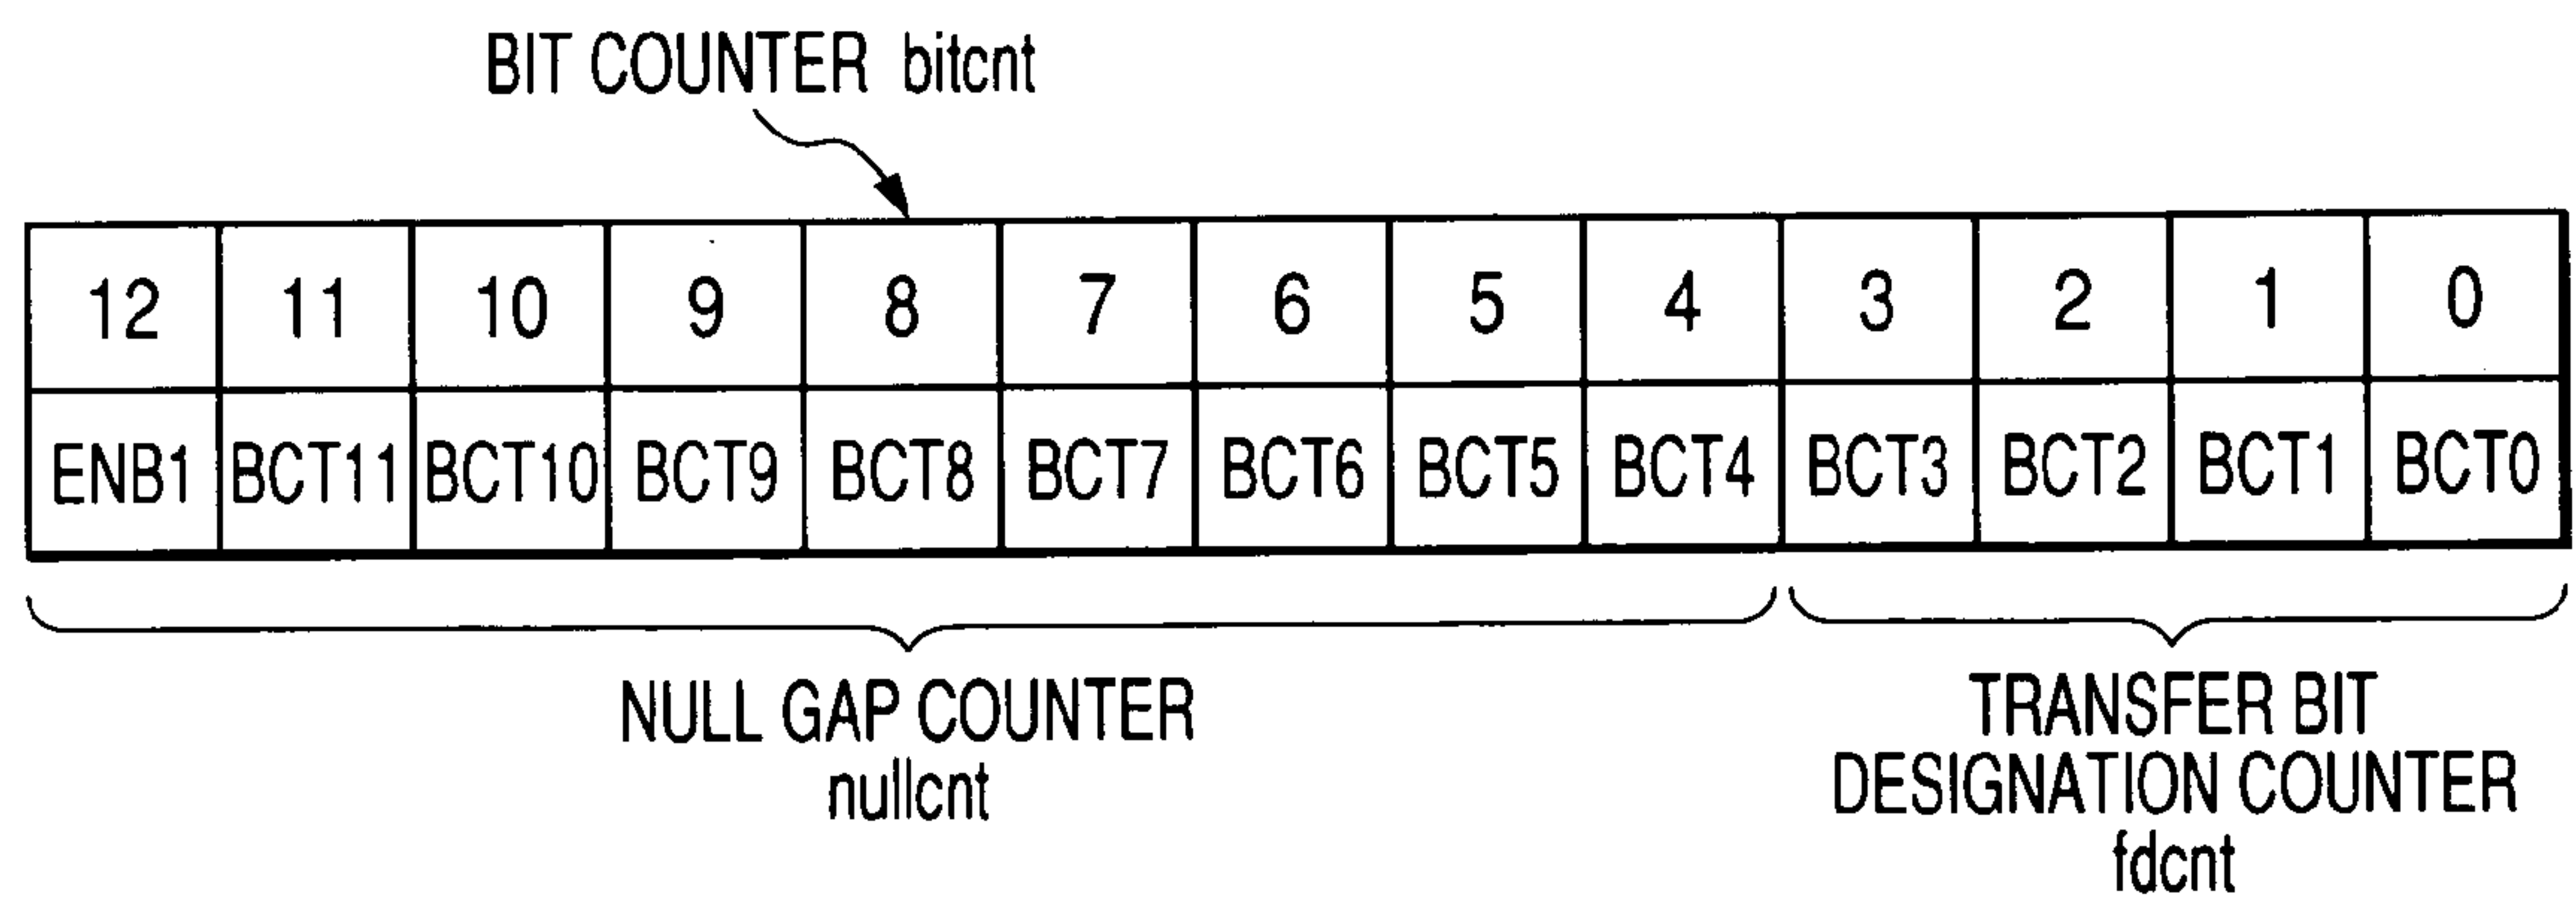 BIT COUNTER bitcnt
12 11 10 9 8 7 6 5 4 3 2 1 0
ENB1 BCT11 BCT10 BCT9 BCT8 BCT7 BCT6 BCT5 BCT4 BCT3 BCT2 BCT1 BCT0
NULL GAP COUNTER
nullcnt
TRANSFER BIT
DESIGNATION COUNTER
fdcnt